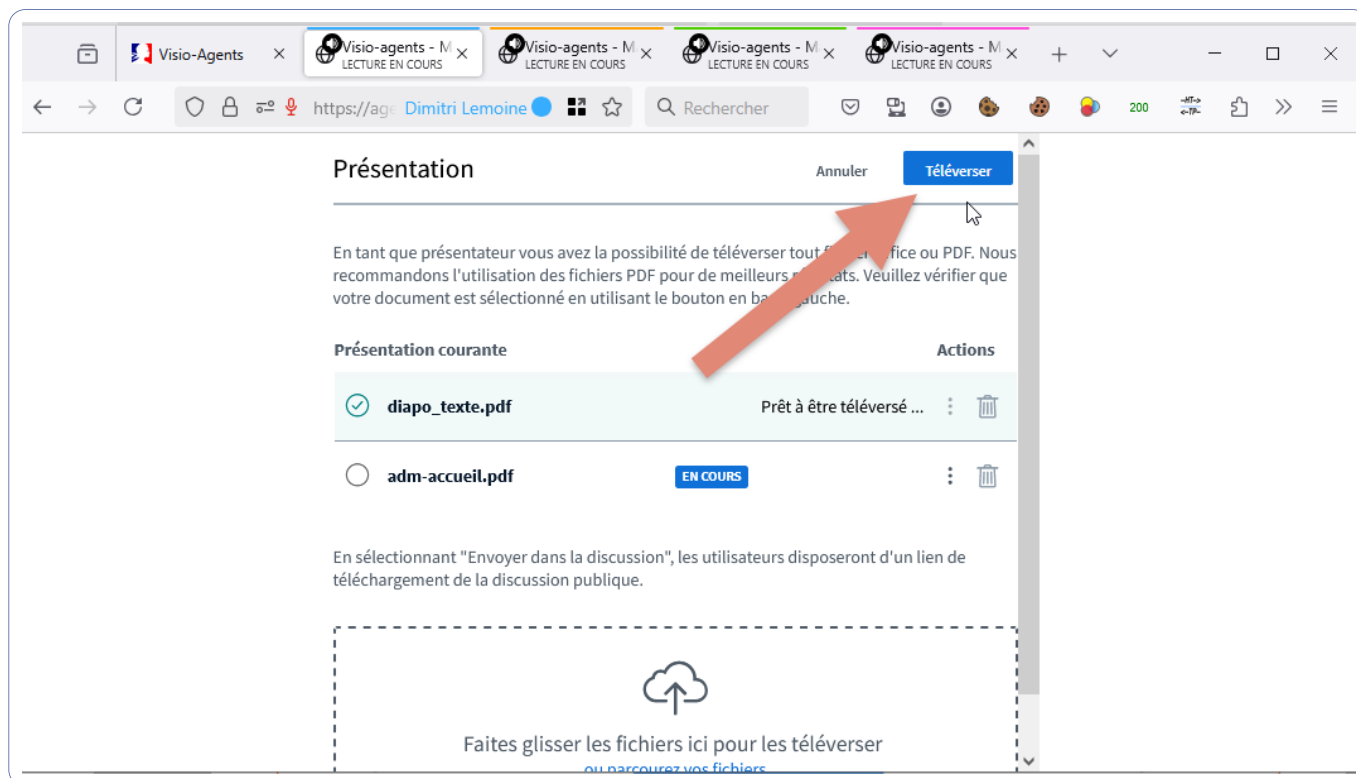 Visio-Agents
Visio-agents - M
LECTURE EN COURS
Visio-agents - M
LECTURE EN COURS
Visio-agents - M
LECTURE EN COURS
Visio-agents - M
LECTURE EN COURS
https://age Dimitri Lemoine
Rechercher
200
Présentation
Annuler
Téléverser
En tant que présentateur vous avez la possibilité de téléverser tout ou PDF. Nous
recommandons l'utilisation des fichiers PDF pour de meilleurs Veuillez vérifier que
votre document est sélectionné en utilisant le bouton en
Présentation courante
Actions
diapo_texte.pdf
Prêt à être téléversé ...
adm-accueil.pdf
EN COURS
En sélectionnant "Envoyer dans la discussion", les utilisateurs disposeront d'un lien de
téléchargement de la discussion publique.
Faites glisser les fichiers ici pour les téléverser
ou parcourez vos fichiers